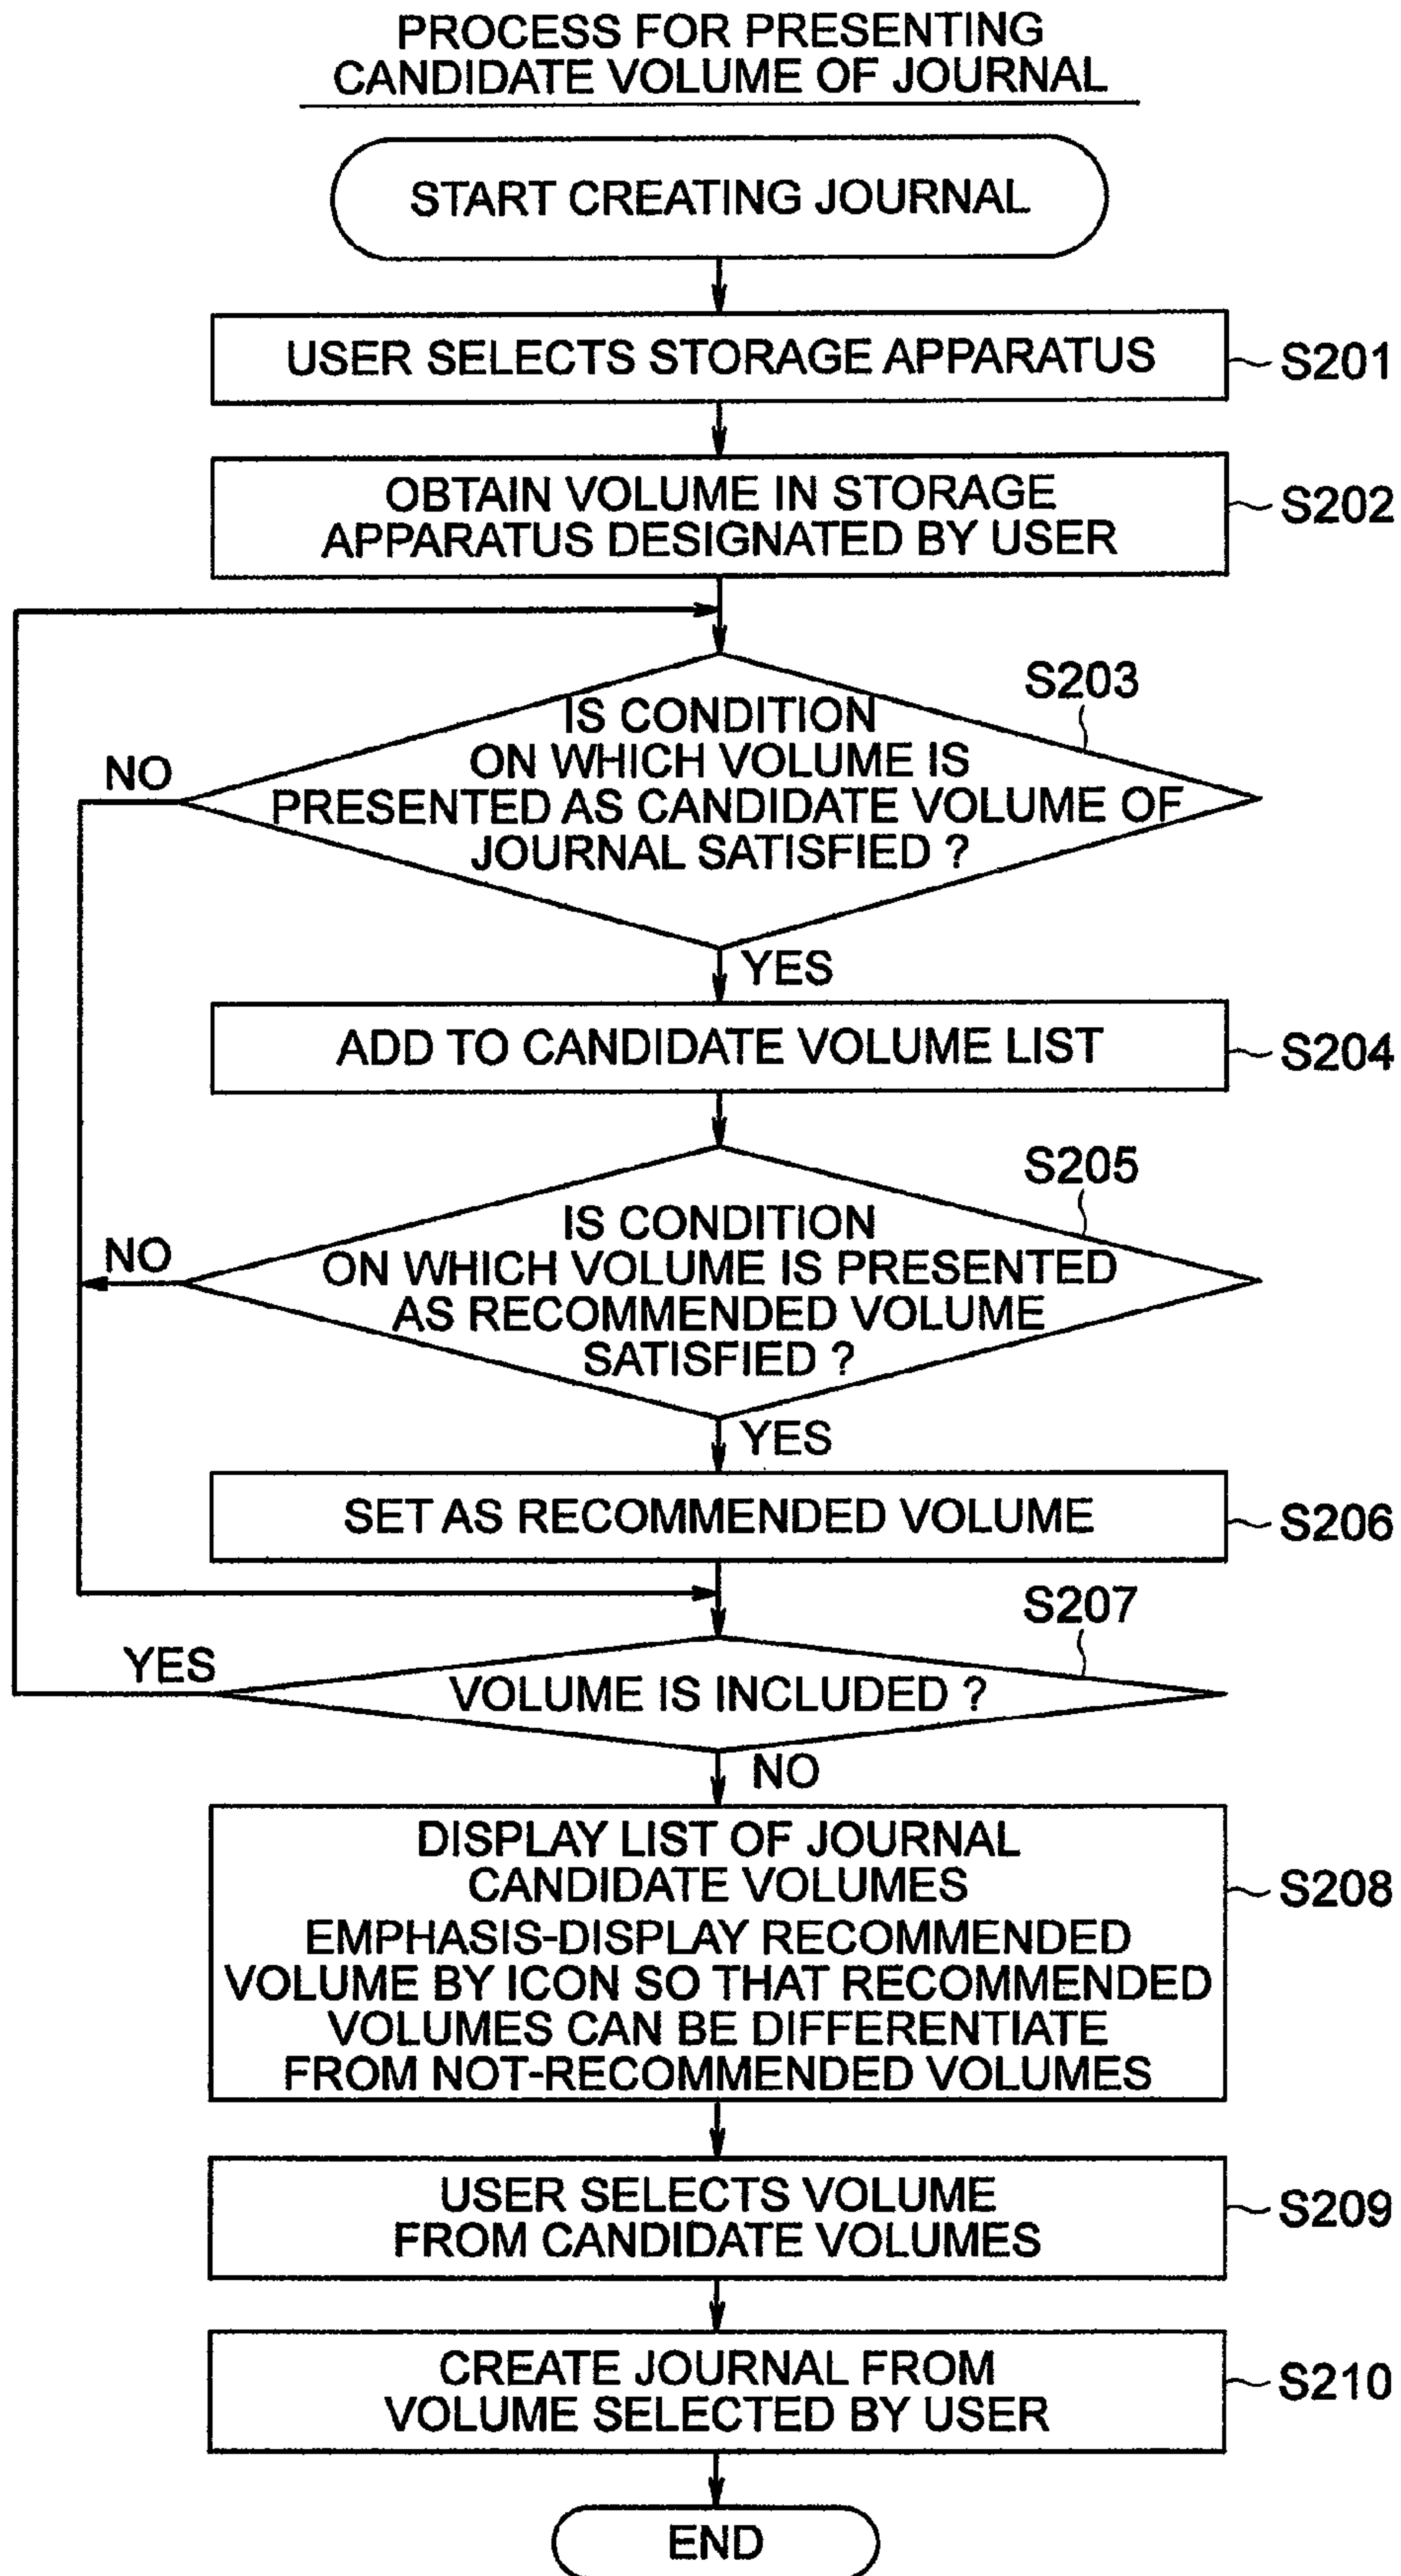 PROCESS FOR PRESENTING
CANDIDATE VOLUME OF JOURNAL
START CREATING JOURNAL
USER SELECTS STORAGE APPARATUS
S201
OBTAIN VOLUME IN STORAGE
APPARATUS DESIGNATED BY USER
S202
S203
IS CONDITION
ON WHICH VOLUME IS
PRESENTED AS CANDIDATE VOLUME OF
JOURNAL SATISFIED ?
NO
YES
ADD TO CANDIDATE VOLUME LIST
S204
S205
IS CONDITION
ON WHICH VOLUME IS PRESENTED
AS RECOMMENDED VOLUME
SATISFIED ?
NO
YES
SET AS RECOMMENDED VOLUME
S206
S207
VOLUME IS INCLUDED ?
YES
NO
DISPLAY LIST OF JOURNAL
CANDIDATE VOLUMES
EMPHASIS-DISPLAY RECOMMENDED
VOLUME BY ICON SO THAT RECOMMENDED
VOLUMES CAN BE DIFFERENTIATE
FROM NOT-RECOMMENDED VOLUMES
S208
USER SELECTS VOLUME
FROM CANDIDATE VOLUMES
S209
CREATE JOURNAL FROM
VOLUME SELECTED BY USER
S210
END